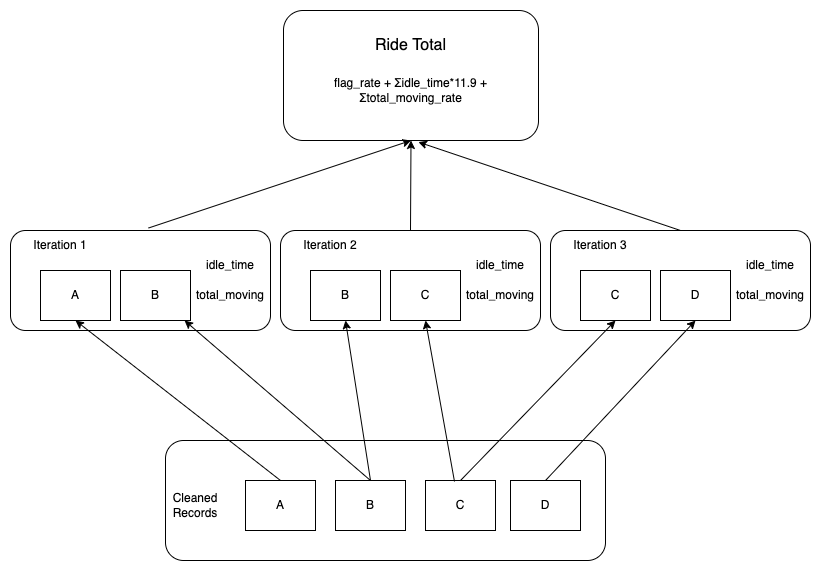 Ride Total
flag_rate + Σidle_time*11.9 +
Σtotal_moving_rate
Iteration 1
idle_time
A
B
total_moving
Iteration 2
idle_time
B
C
total_moving
Iteration 3
idle_time
C
D
total_moving
Cleaned
Records
A
B
C
D